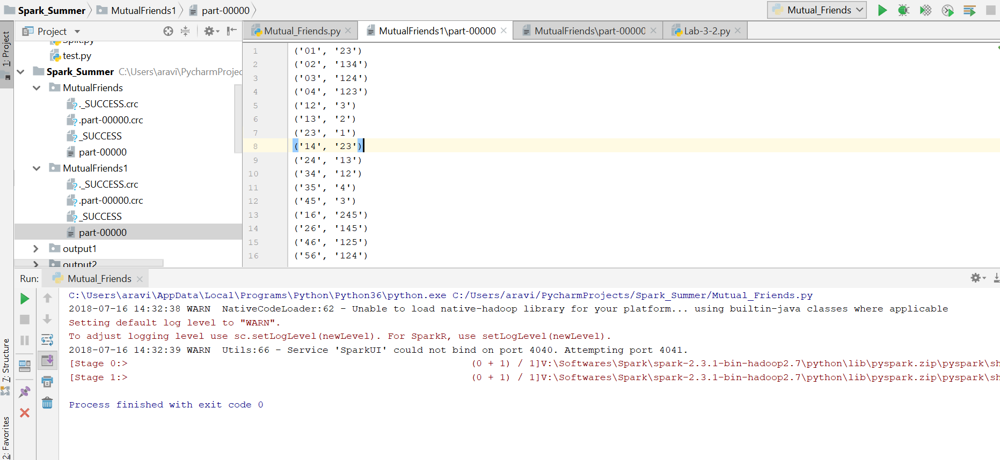 Spark_Summer MutualFriends1 part-00000 Mutual_Friends
Project
Mutual_Friends.py MutualFriends1\part-00000 MutualFriends\part-00000 Lab-3-2.py
1: Project
test.py
Spark_Summer C:\Users\aravi\PycharmProjec
MutualFriends
._SUCCESS.crc
.part-00000.crc
_SUCCESS
part-00000
MutualFriends1
._SUCCESS.crc
.part-00000.crc
_SUCCESS
part-00000
output1
output2
1 ('01', '23')
2 ('02', '134')
3 ('03', '124')
4 ('04', '123')
5 ('12', '3')
6 ('13', '2')
7 ('23', '1')
8 ('14', '23')
9 ('24', '13')
10 ('34', '12')
11 ('35', '4')
12 ('45', '3')
13 ('16', '245')
14 ('26', '145')
15 ('46', '125')
16 ('56', '124')
Run: Mutual_Friends
C:\Users\aravi\AppData\Local\Programs\Python\Python36\python.exe C:/Users/aravi/PycharmProjects/Spark_Summer/Mutual_Friends.py
2018-07-16 14:32:38 WARN  NativeCodeLoader:62 - Unable to load native-hadoop library for your platform... using builtin-java classes where applicable
Setting default log level to "WARN".
To adjust logging level use sc.setLogLevel(newLevel). For SparkR, use setLogLevel(newLevel).
2018-07-16 14:32:39 WARN  Utils:66 - Service 'SparkUI' could not bind on port 4040. Attempting port 4041.
[Stage 0:> (0 + 1) / 1]V:\Softwares\Spark\spark-2.3.1-bin-hadoop2.7\python\lib\pyspark.zip\pyspark\sh
[Stage 1:> (0 + 1) / 1]V:\Softwares\Spark\spark-2.3.1-bin-hadoop2.7\python\lib\pyspark.zip\pyspark\sh
Process finished with exit code 0
7: Structure
2: Favorites